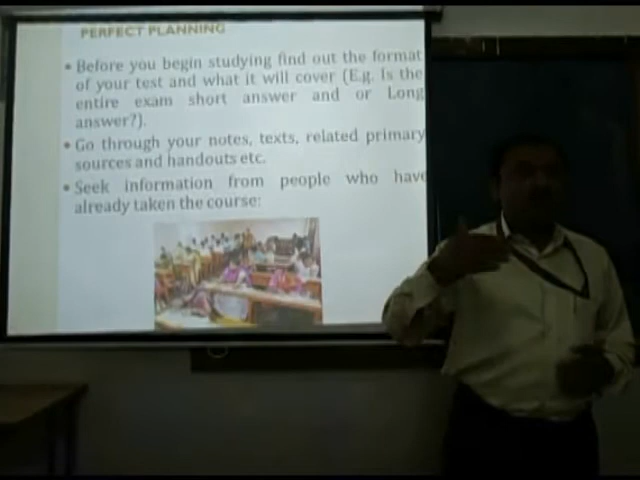 PERFECT PLANNING
• Before you begin studying find out the format
of your test and what it will cover (E.g. Is the
entire exam short answer and or Long
answer?).
• Go through your notes, texts, related primary
sources and handouts etc.
• Seek information from people who have
already taken the course: